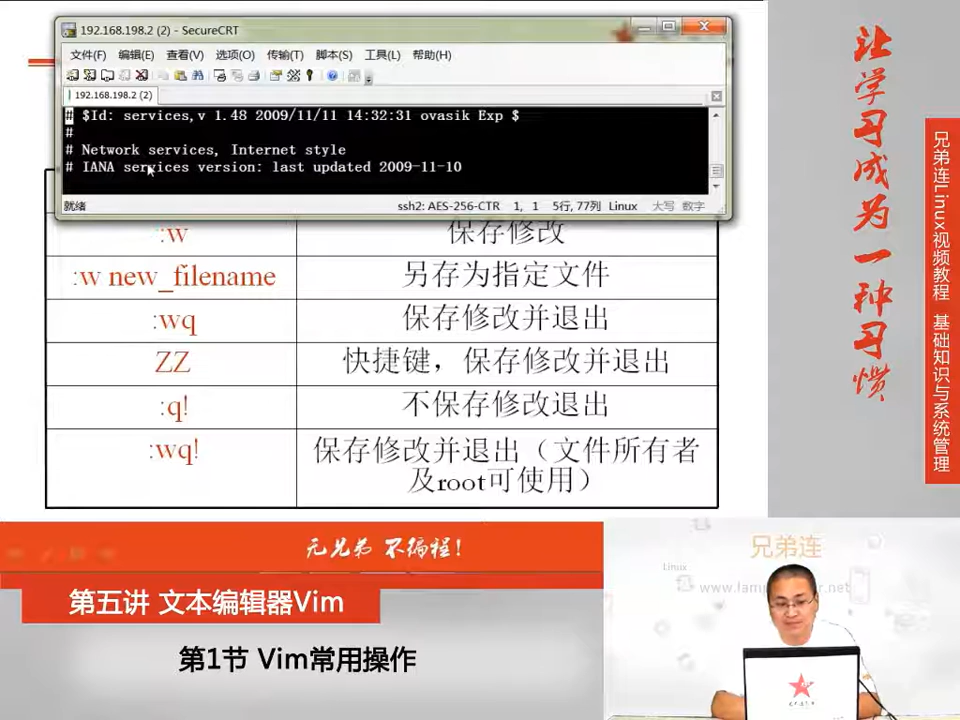 192.168.198.2 (2) - SecureCRT
文件(F) 编辑(E) 查看(V) 选项(O) 传输(T) 脚本(S) 工具(L) 帮助(H)
192.168.198.2 (2)
# $Id: services,v 1.48 2009/11/11 14:32:31 ovasik Exp $
#
# Network services, Internet style
# IANA services version: last updated 2009-11-10
就绪 ssh2: AES-256-CTR 1, 1 5行, 77列 Linux 大写 数字
:w 保存修改
:w new_filename 另存为指定文件
:wq 保存修改并退出
ZZ 快捷键，保存修改并退出
:q! 不保存修改退出
:wq! 保存修改并退出（文件所有者
及root可使用）
让学习成为一种习惯
兄弟连Linux视频教程 基础知识与系统管理
无兄弟 不编程!
第五讲 文本编辑器Vim
第1节 Vim常用操作
兄弟连
Linux